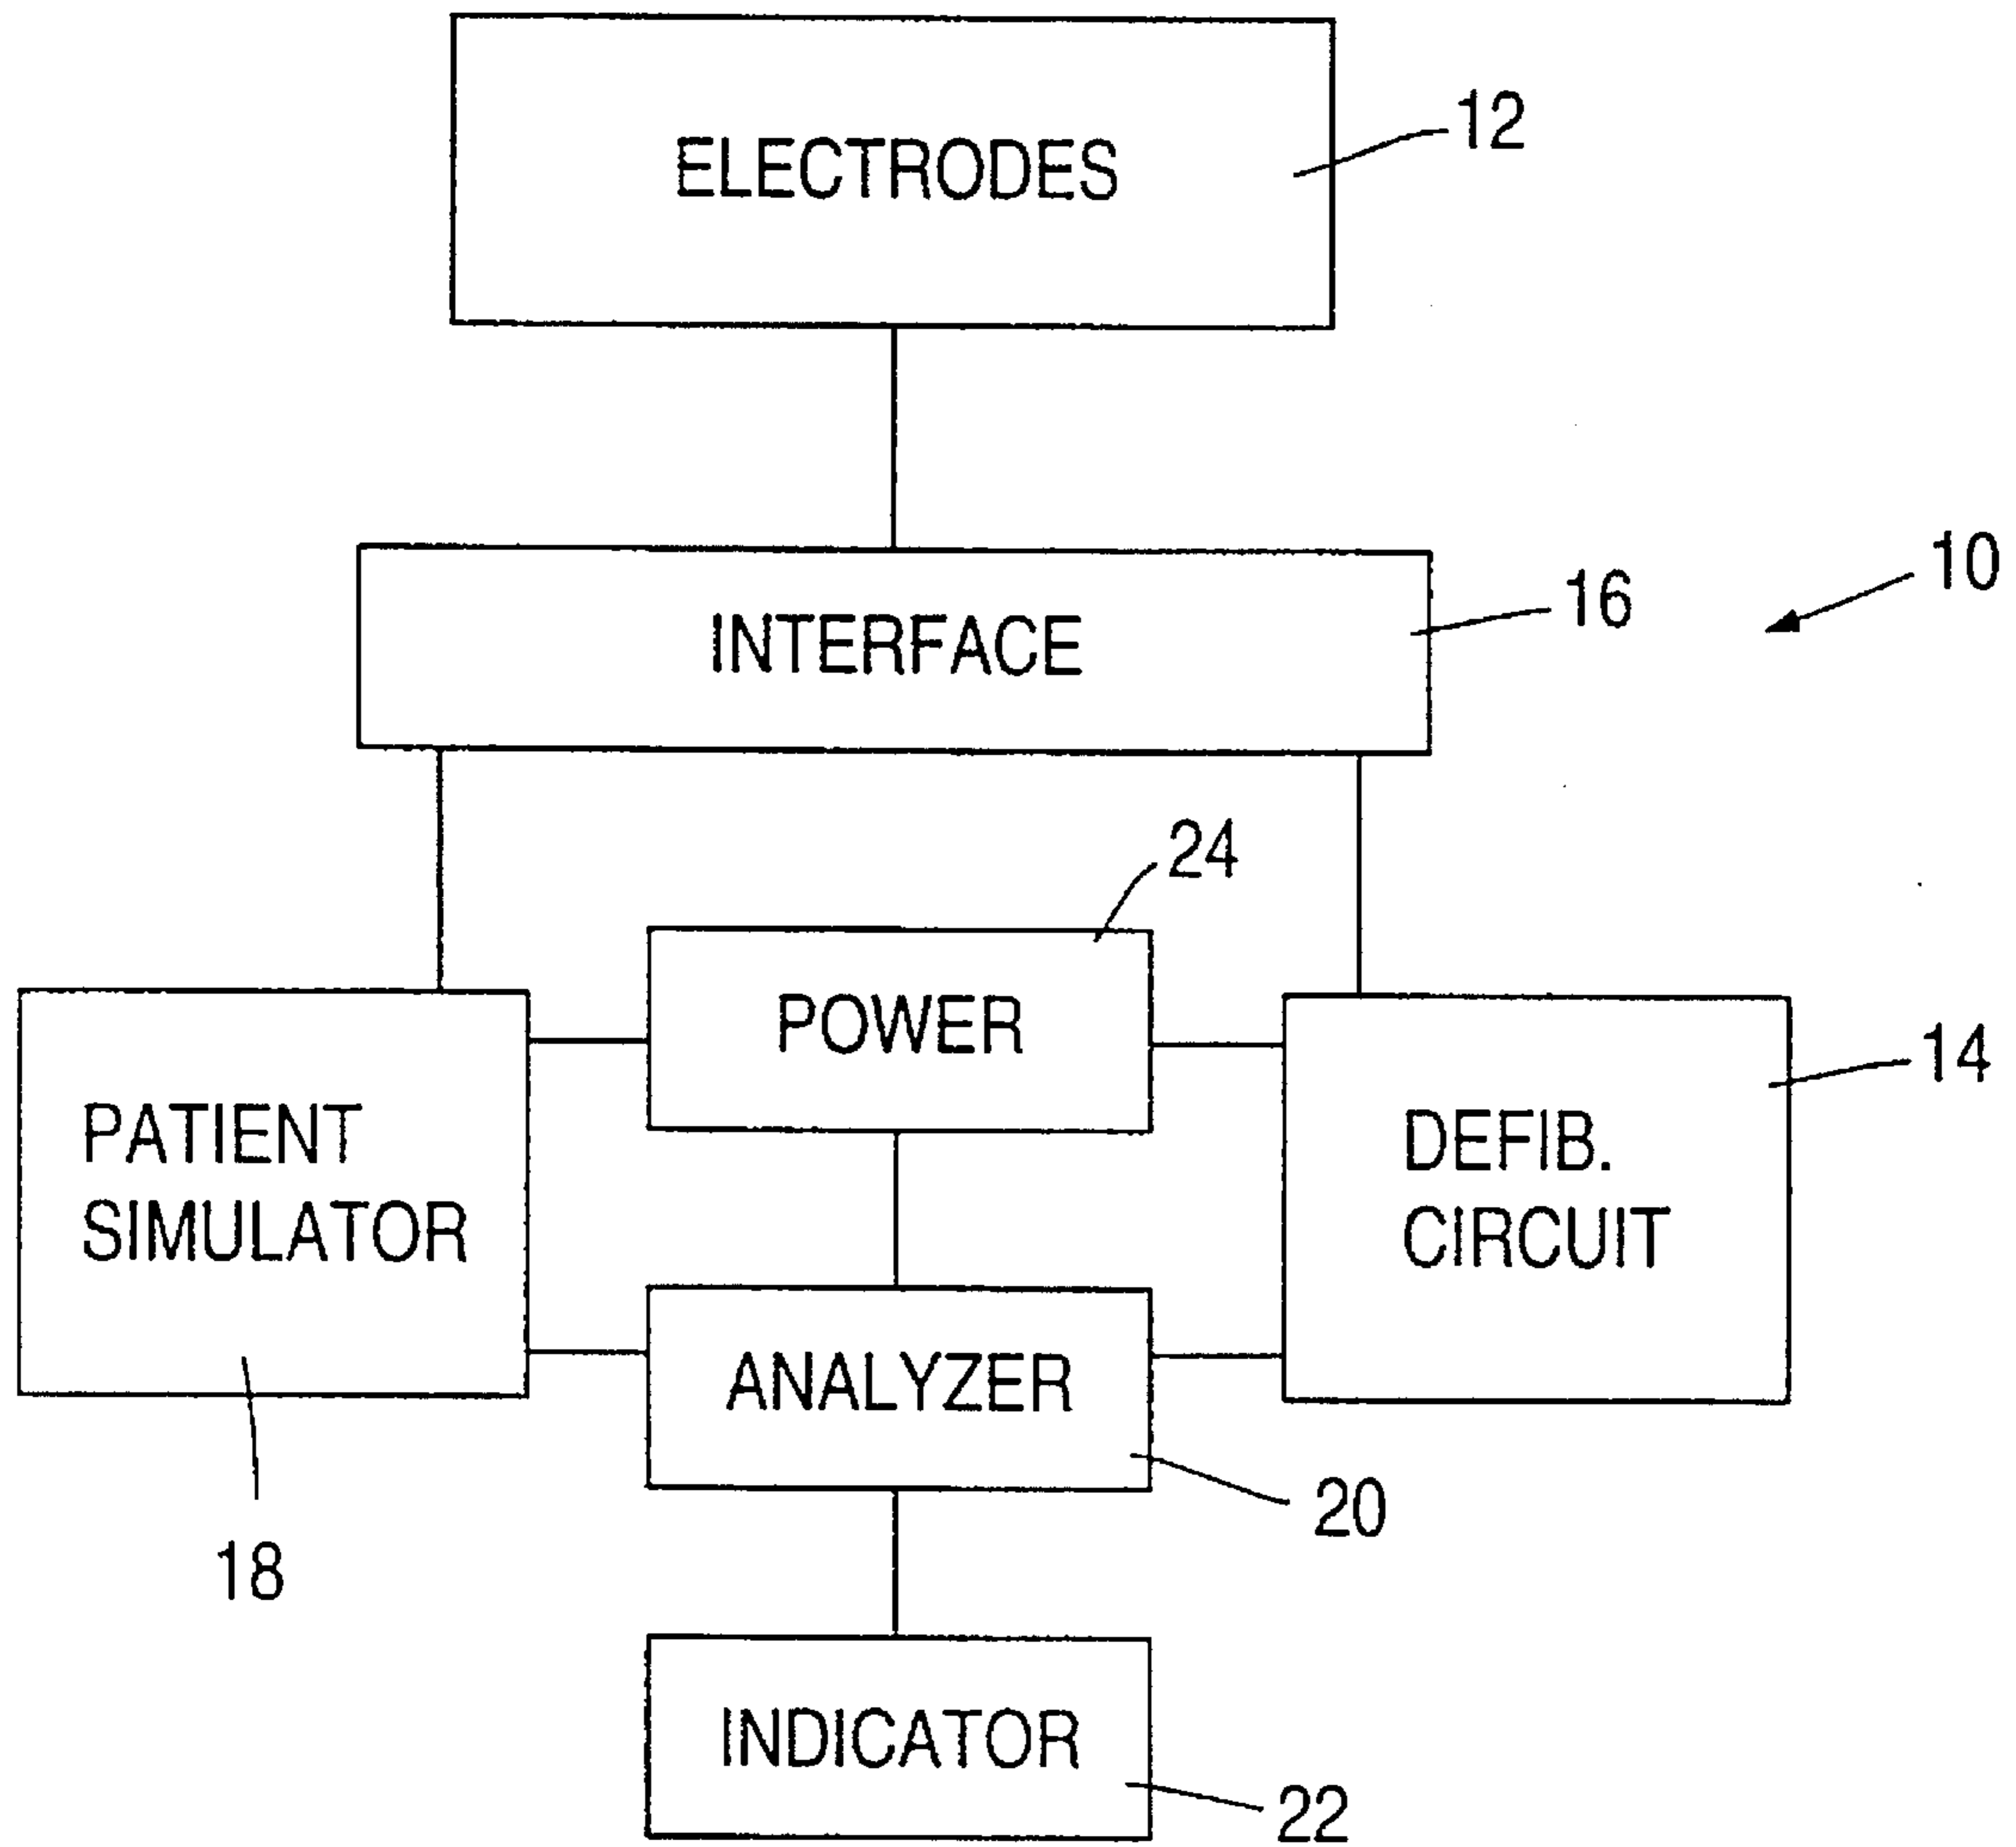 ELECTRODES
12
INTERFACE
16
10
24
POWER
PATIENT
SIMULATOR
18
DEFIB.
CIRCUIT
14
ANALYZER
20
INDICATOR
22